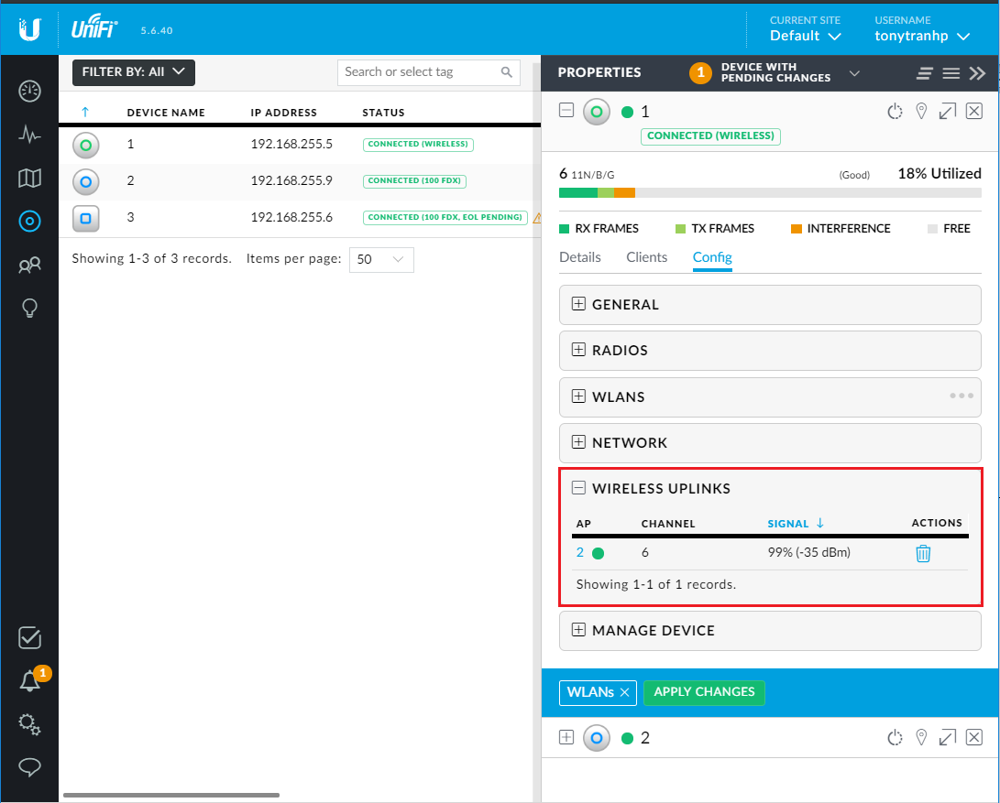 UniFi 5.6.40
CURRENT SITE
Default
USERNAME
tonytranhp
FILTER BY: All
Search or select tag
DEVICE NAME IP ADDRESS STATUS
1 192.168.255.5 CONNECTED (WIRELESS)
2 192.168.255.9 CONNECTED (100 FDX)
3 192.168.255.6 CONNECTED (100 FDX, EOL PENDING)
Showing 1-3 of 3 records. Items per page: 50
PROPERTIES
1
DEVICE WITH
PENDING CHANGES
1
CONNECTED (WIRELESS)
6 11N/B/G (Good) 18% Utilized
RX FRAMES TX FRAMES INTERFERENCE FREE
Details Clients Config
GENERAL
RADIOS
WLANS
NETWORK
WIRELESS UPLINKS
AP CHANNEL SIGNAL ACTIONS
2 6 99% (-35 dBm)
Showing 1-1 of 1 records.
MANAGE DEVICE
WLANs APPLY CHANGES
2
1